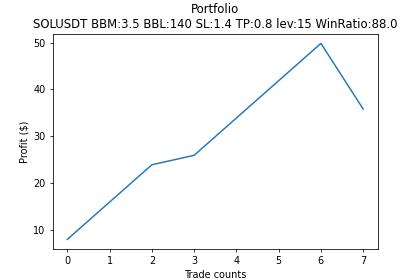 Portfolio
SOLUSDT BBM:3.5 BBL:140 SL:1.4 TP:0.8 lev:15 WinRatio:88.0
50
40
30
20
10
Profit ($)
0 1 2 3 4 5 6 7
Trade counts